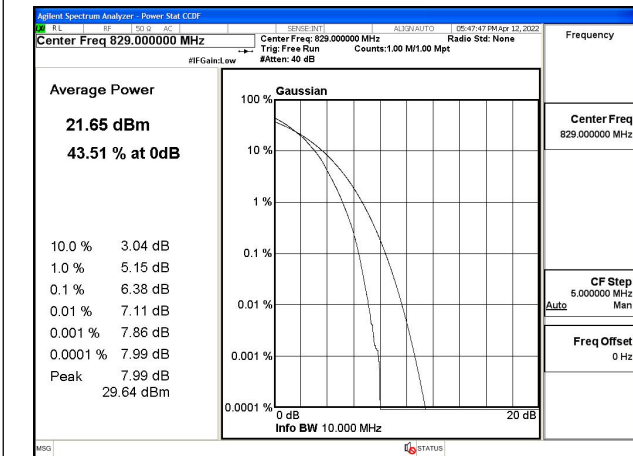 Agilent Spectrum Analyzer - Power Stat CCDF
RL RF 50 Ω AC SENSE:INT ALIGN AUTO 05:47:47 PM Apr 12, 2022
Center Freq 829.000000 MHz
Center Freq: 829.000000 MHz Radio Std: None
Trig: Free Run Counts:1.00 M/1.00 Mpt
#IFGain:Low #Atten: 40 dB
Frequency
Average Power
21.65 dBm
43.51 % at 0dB
10.0 % 3.04 dB
1.0 % 5.15 dB
0.1 % 6.38 dB
0.01 % 7.11 dB
0.001 % 7.86 dB
0.0001 % 7.99 dB
Peak 7.99 dB
29.64 dBm
Gaussian
100 %
10 %
1 %
0.1 %
0.01 %
0.001 %
0.0001 %
0 dB 20 dB
Info BW 10.000 MHz
Center Freq
829.000000 MHz
CF Step
5.000000 MHz
Auto Man
Freq Offset
0 Hz
MSG STATUS